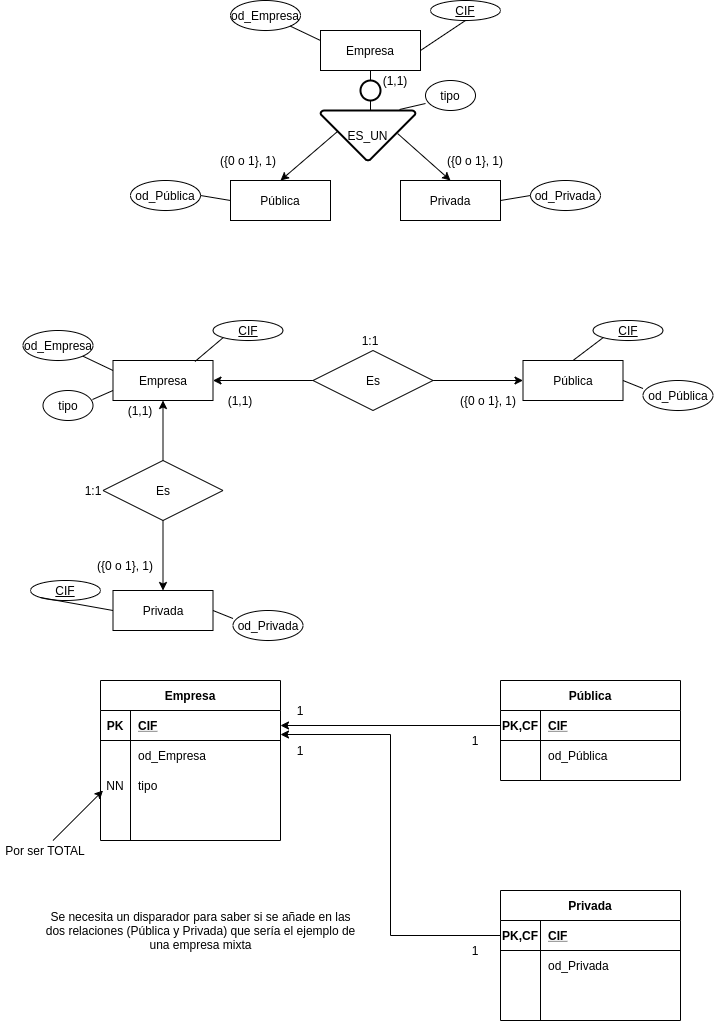 od_Empresa
CIF
Empresa
(1,1)
tipo
ES_UN
({0 o 1}, 1)
({0 o 1}, 1)
od_Pública
Pública
Privada
od_Privada
CIF
CIF
od_Empresa
1:1
Empresa
Es
Pública
tipo
(1,1)
(1,1)
({0 o 1}, 1)
od_Pública
1:1
Es
({0 o 1}, 1)
CIF
Privada
od_Privada
Empresa
PK
CIF
od_Empresa
NN
tipo
1
1
1
Pública
PK,CF
CIF
od_Pública
Por ser TOTAL
Privada
PK,CF
CIF
1
od_Privada
Se necesita un disparador para saber si se añade en las
dos relaciones (Pública y Privada) que sería el ejemplo de
una empresa mixta